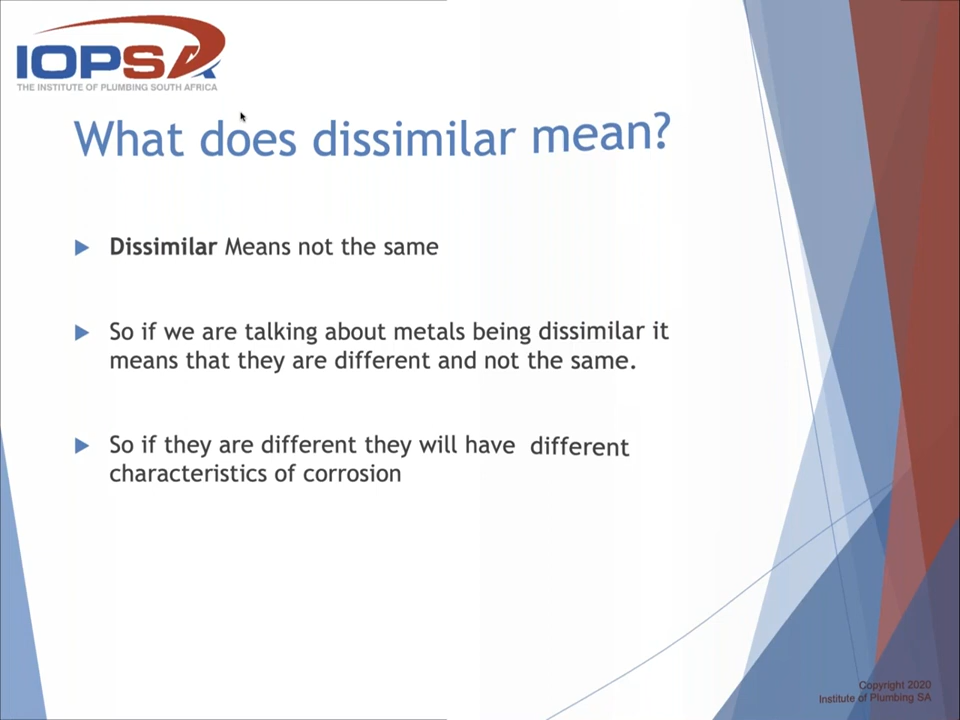 IOPSA
THE INSTITUTE OF PLUMBING SOUTH AFRICA
What does dissimilar mean?
Dissimilar Means not the same
So if we are talking about metals being dissimilar it
means that they are different and not the same.
So if they are different they will have different
characteristics of corrosion
Copyright 2020
Institute of Plumbing SA